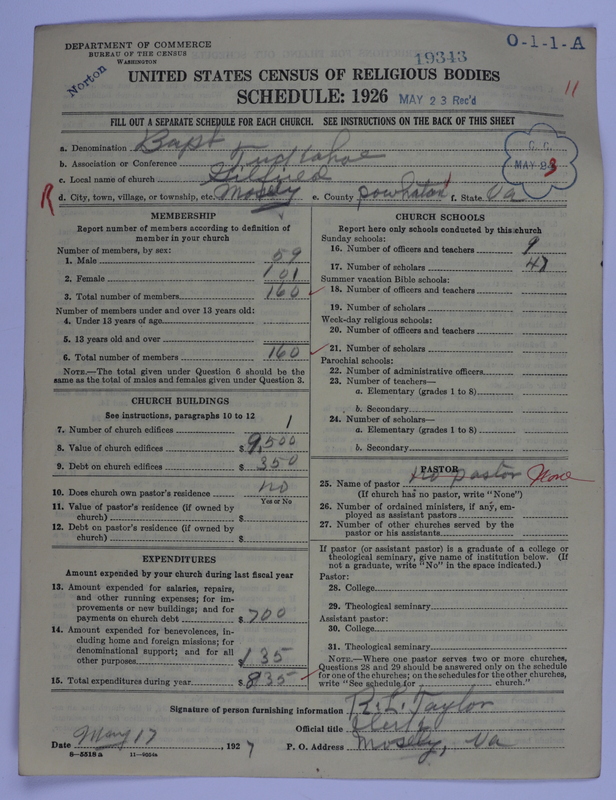 DEPARTMENT OF COMMERCE
BUREAU OF THE CENSUS
WASHINGTON
Norton
19343
O-1-1-A
UNITED STATES CENSUS OF RELIGIOUS BODIES
SCHEDULE: 1926
MAY 23 Rec'd
11
FILL OUT A SEPARATE SCHEDULE FOR EACH CHURCH. SEE INSTRUCTIONS ON THE BACK OF THIS SHEET
a. Denomination Bapt
b. Association or Conference
c. Local name of church
C. C.
MAY 2
R
d. City, town, village, or township, etc. Mosely e. County Powhatan f. State Va
MEMBERSHIP
Report number of members according to definition of
member in your church
Number of members, by sex:
1. Male 59
2. Female 101
3. Total number of members 160
Number of members under and over 13 years old:
4. Under 13 years of age
5. 13 years old and over
6. Total number of members 160
NOTE.—The total given under Question 6 should be the
same as the total of males and females given under Question 3.
CHURCH BUILDINGS
See instructions, paragraphs 10 to 12
7. Number of church edifices 1
8. Value of church edifices $ 9,500
9. Debt on church edifices $ 350
10. Does church own pastor's residence no
Yes or No
11. Value of pastor's residence (if owned by
church) $
12. Debt on pastor's residence (if owned by
church) $
EXPENDITURES
Amount expended by your church during last fiscal year
13. Amount expended for salaries, repairs,
and other running expenses; for im-
provements or new buildings; and for
payments on church debt $ 700
14. Amount expended for benevolences, in-
cluding home and foreign missions; for
denominational support; and for all
other purposes $ 135
15. Total expenditures during year $ 835
CHURCH SCHOOLS
Report here only schools conducted by this church
Sunday schools:
16. Number of officers and teachers 9
17. Number of scholars 47
Summer vacation Bible schools:
18. Number of officers and teachers
19. Number of scholars
Week-day religious schools:
20. Number of officers and teachers
21. Number of scholars
Parochial schools:
22. Number of administrative officers
23. Number of teachers—
a. Elementary (grades 1 to 8)
b. Secondary
24. Number of scholars—
a. Elementary (grades 1 to 8)
b. Secondary
PASTOR
25. Name of pastor no pastor None
(If church has no pastor, write "None")
26. Number of ordained ministers, if any, em-
ployed as assistant pastors
27. Number of other churches served by the
pastor or his assistants
If pastor (or assistant pastor) is a graduate of a college or
theological seminary, give name of institution below. (If
not a graduate, write "No" in the space indicated.)
Pastor:
28. College
29. Theological seminary
Assistant pastor:
30. College
31. Theological seminary
NOTE.—Where one pastor serves two or more churches,
Questions 28 and 29 should be answered only on the schedule
for one of the churches; on the schedules for the other churches,
write "See schedule for church."
Signature of person furnishing information R. L. Taylor
Official title Clerk
Date May 17, 1927 P. O. Address Mosely, Va
8-5518 a 11-5554a